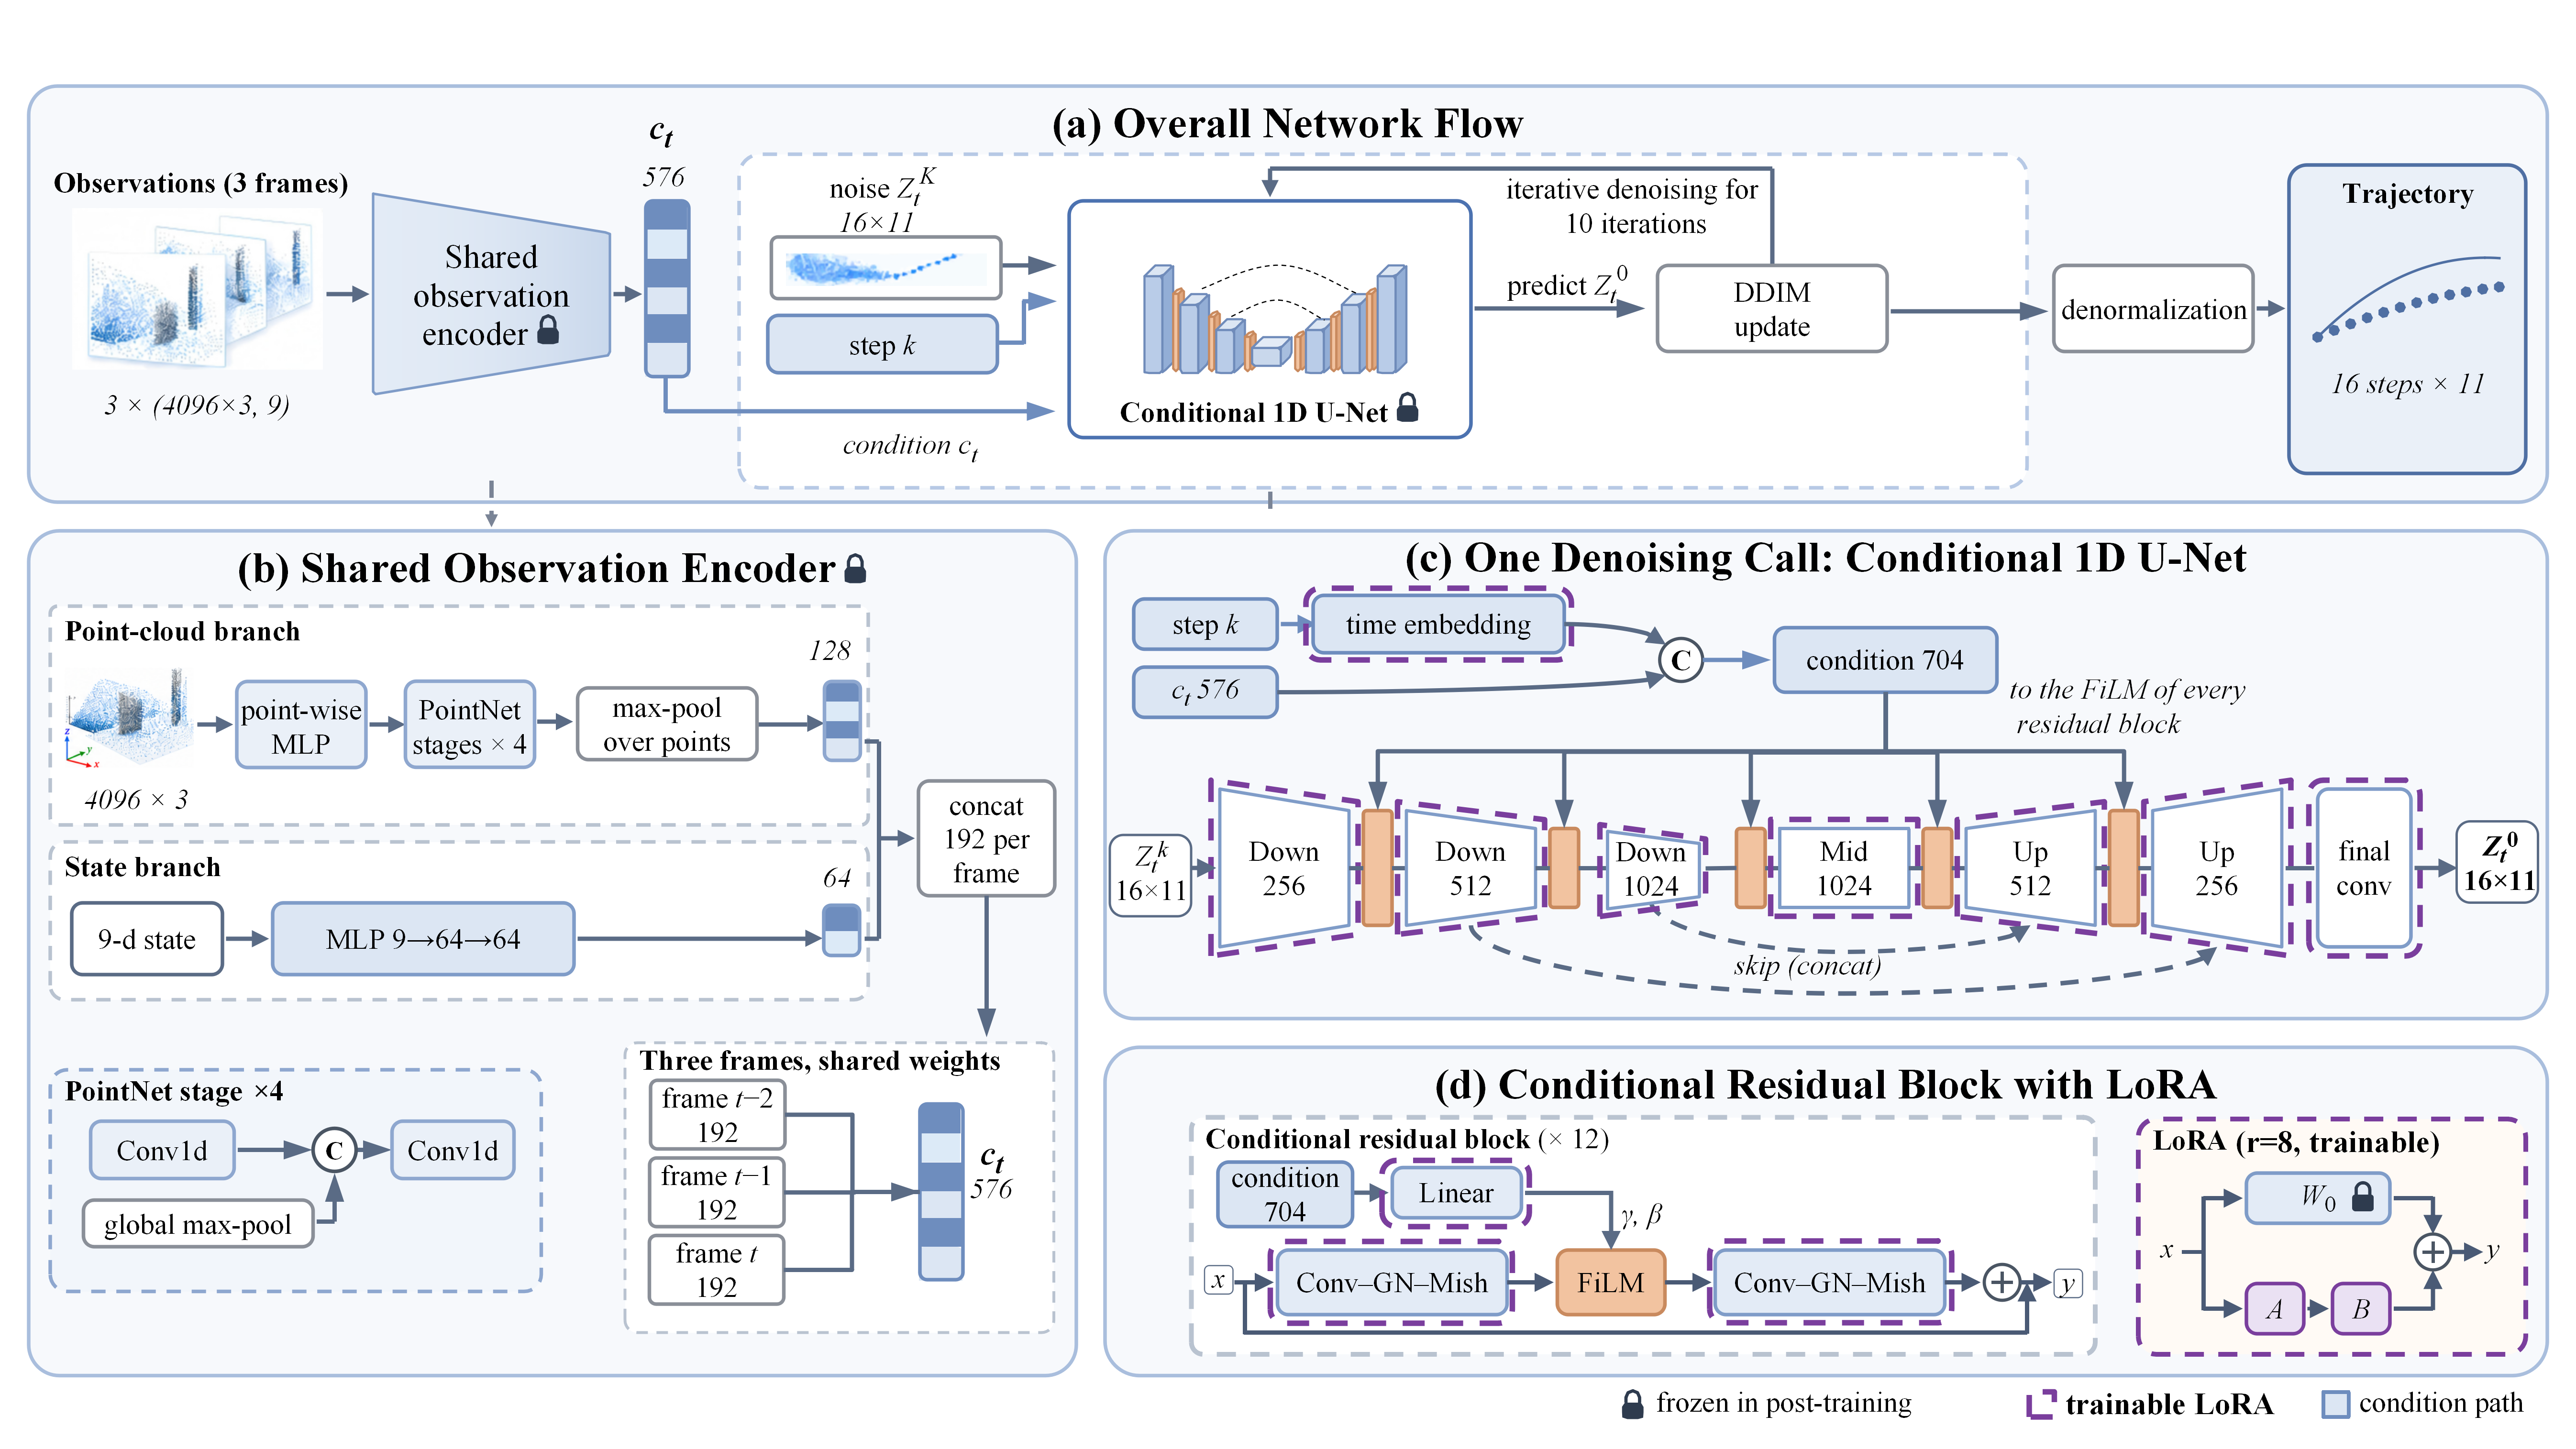 (a) Overall Network Flow
Observations (3 frames)
3 × (4096×3, 9)
Shared
observation
encoder
c_t
576
noise Z_t^K
16×11
step k
condition c_t
Conditional 1D U-Net
iterative denoising for
10 iterations
predict Z_t^0
DDIM
update
denormalization
Trajectory
16 steps × 11
(b) Shared Observation Encoder
Point-cloud branch
z
y
x
4096 × 3
point-wise
MLP
PointNet
stages × 4
max-pool
over points
128
State branch
9-d state
MLP 9→64→64
64
concat
192 per
frame
PointNet stage ×4
Conv1d
C
Conv1d
global max-pool
Three frames, shared weights
frame t−2
192
frame t−1
192
frame t
192
c_t
576
(c) One Denoising Call: Conditional 1D U-Net
step k
time embedding
c_t 576
C
condition 704
to the FiLM of every
residual block
Z_t^k
16×11
Down
256
Down
512
Down
1024
Mid
1024
Up
512
Up
256
final
conv
Z_t^0
16×11
skip (concat)
(d) Conditional Residual Block with LoRA
Conditional residual block (× 12)
condition
704
Linear
γ, β
x
Conv–GN–Mish
FiLM
Conv–GN–Mish
+
y
LoRA (r=8, trainable)
x
W_0
A
B
+
y
frozen in post-training
trainable LoRA
condition path